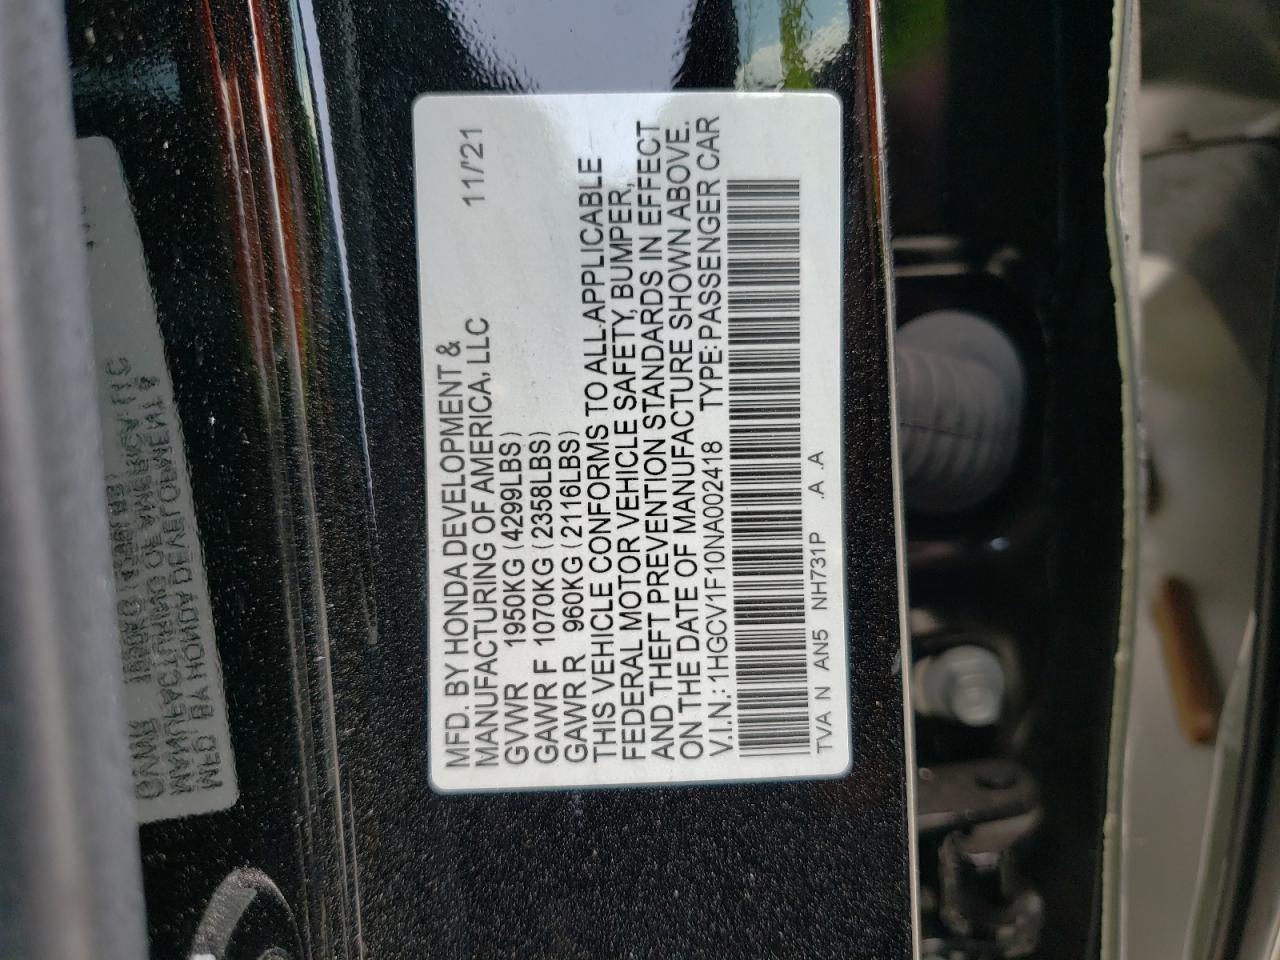 MFD. BY HONDA DEVELOPMENT &
MANUFACTURING OF AMERICA, LLC 11/'21
GVWR 1950KG (4299LBS)
GAWR F 1070KG (2358LBS)
GAWR R 960KG (2116LBS)
THIS VEHICLE CONFORMS TO ALL APPLICABLE
FEDERAL MOTOR VEHICLE SAFETY, BUMPER,
AND THEFT PREVENTION STANDARDS IN EFFECT
ON THE DATE OF MANUFACTURE SHOWN ABOVE.
V.I.N.: 1HGCV1F10NA002418 TYPE: PASSENGER CAR
TVA N AN5 NH731P .A .A